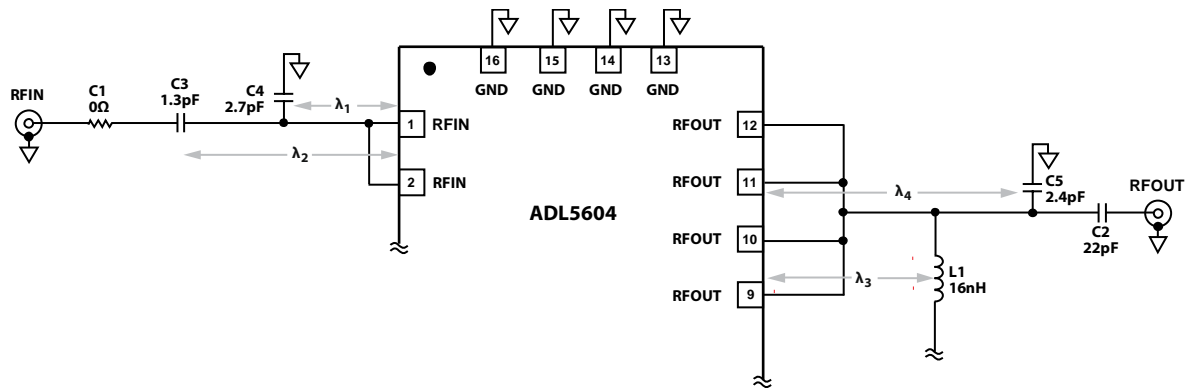 16
15
14
13
GND
GND
GND
GND
RFIN
C1
0Ω
C3
1.3pF
C4
2.7pF
λ1
λ2
1
RFIN
2
RFIN
ADL5604
RFOUT
12
RFOUT
11
RFOUT
10
RFOUT
9
λ4
λ3
C5
2.4pF
RFOUT
C2
22pF
L1
16nH